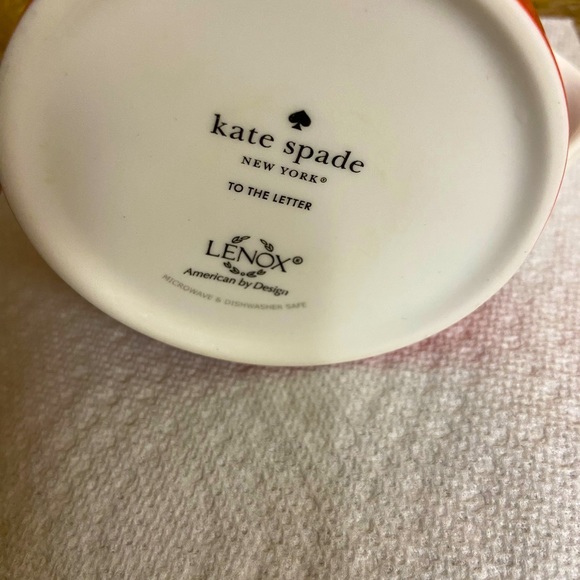 kate spade
NEW YORK®
TO THE LETTER
LENOX®
American by Design
MICROWAVE & DISHWASHER SAFE